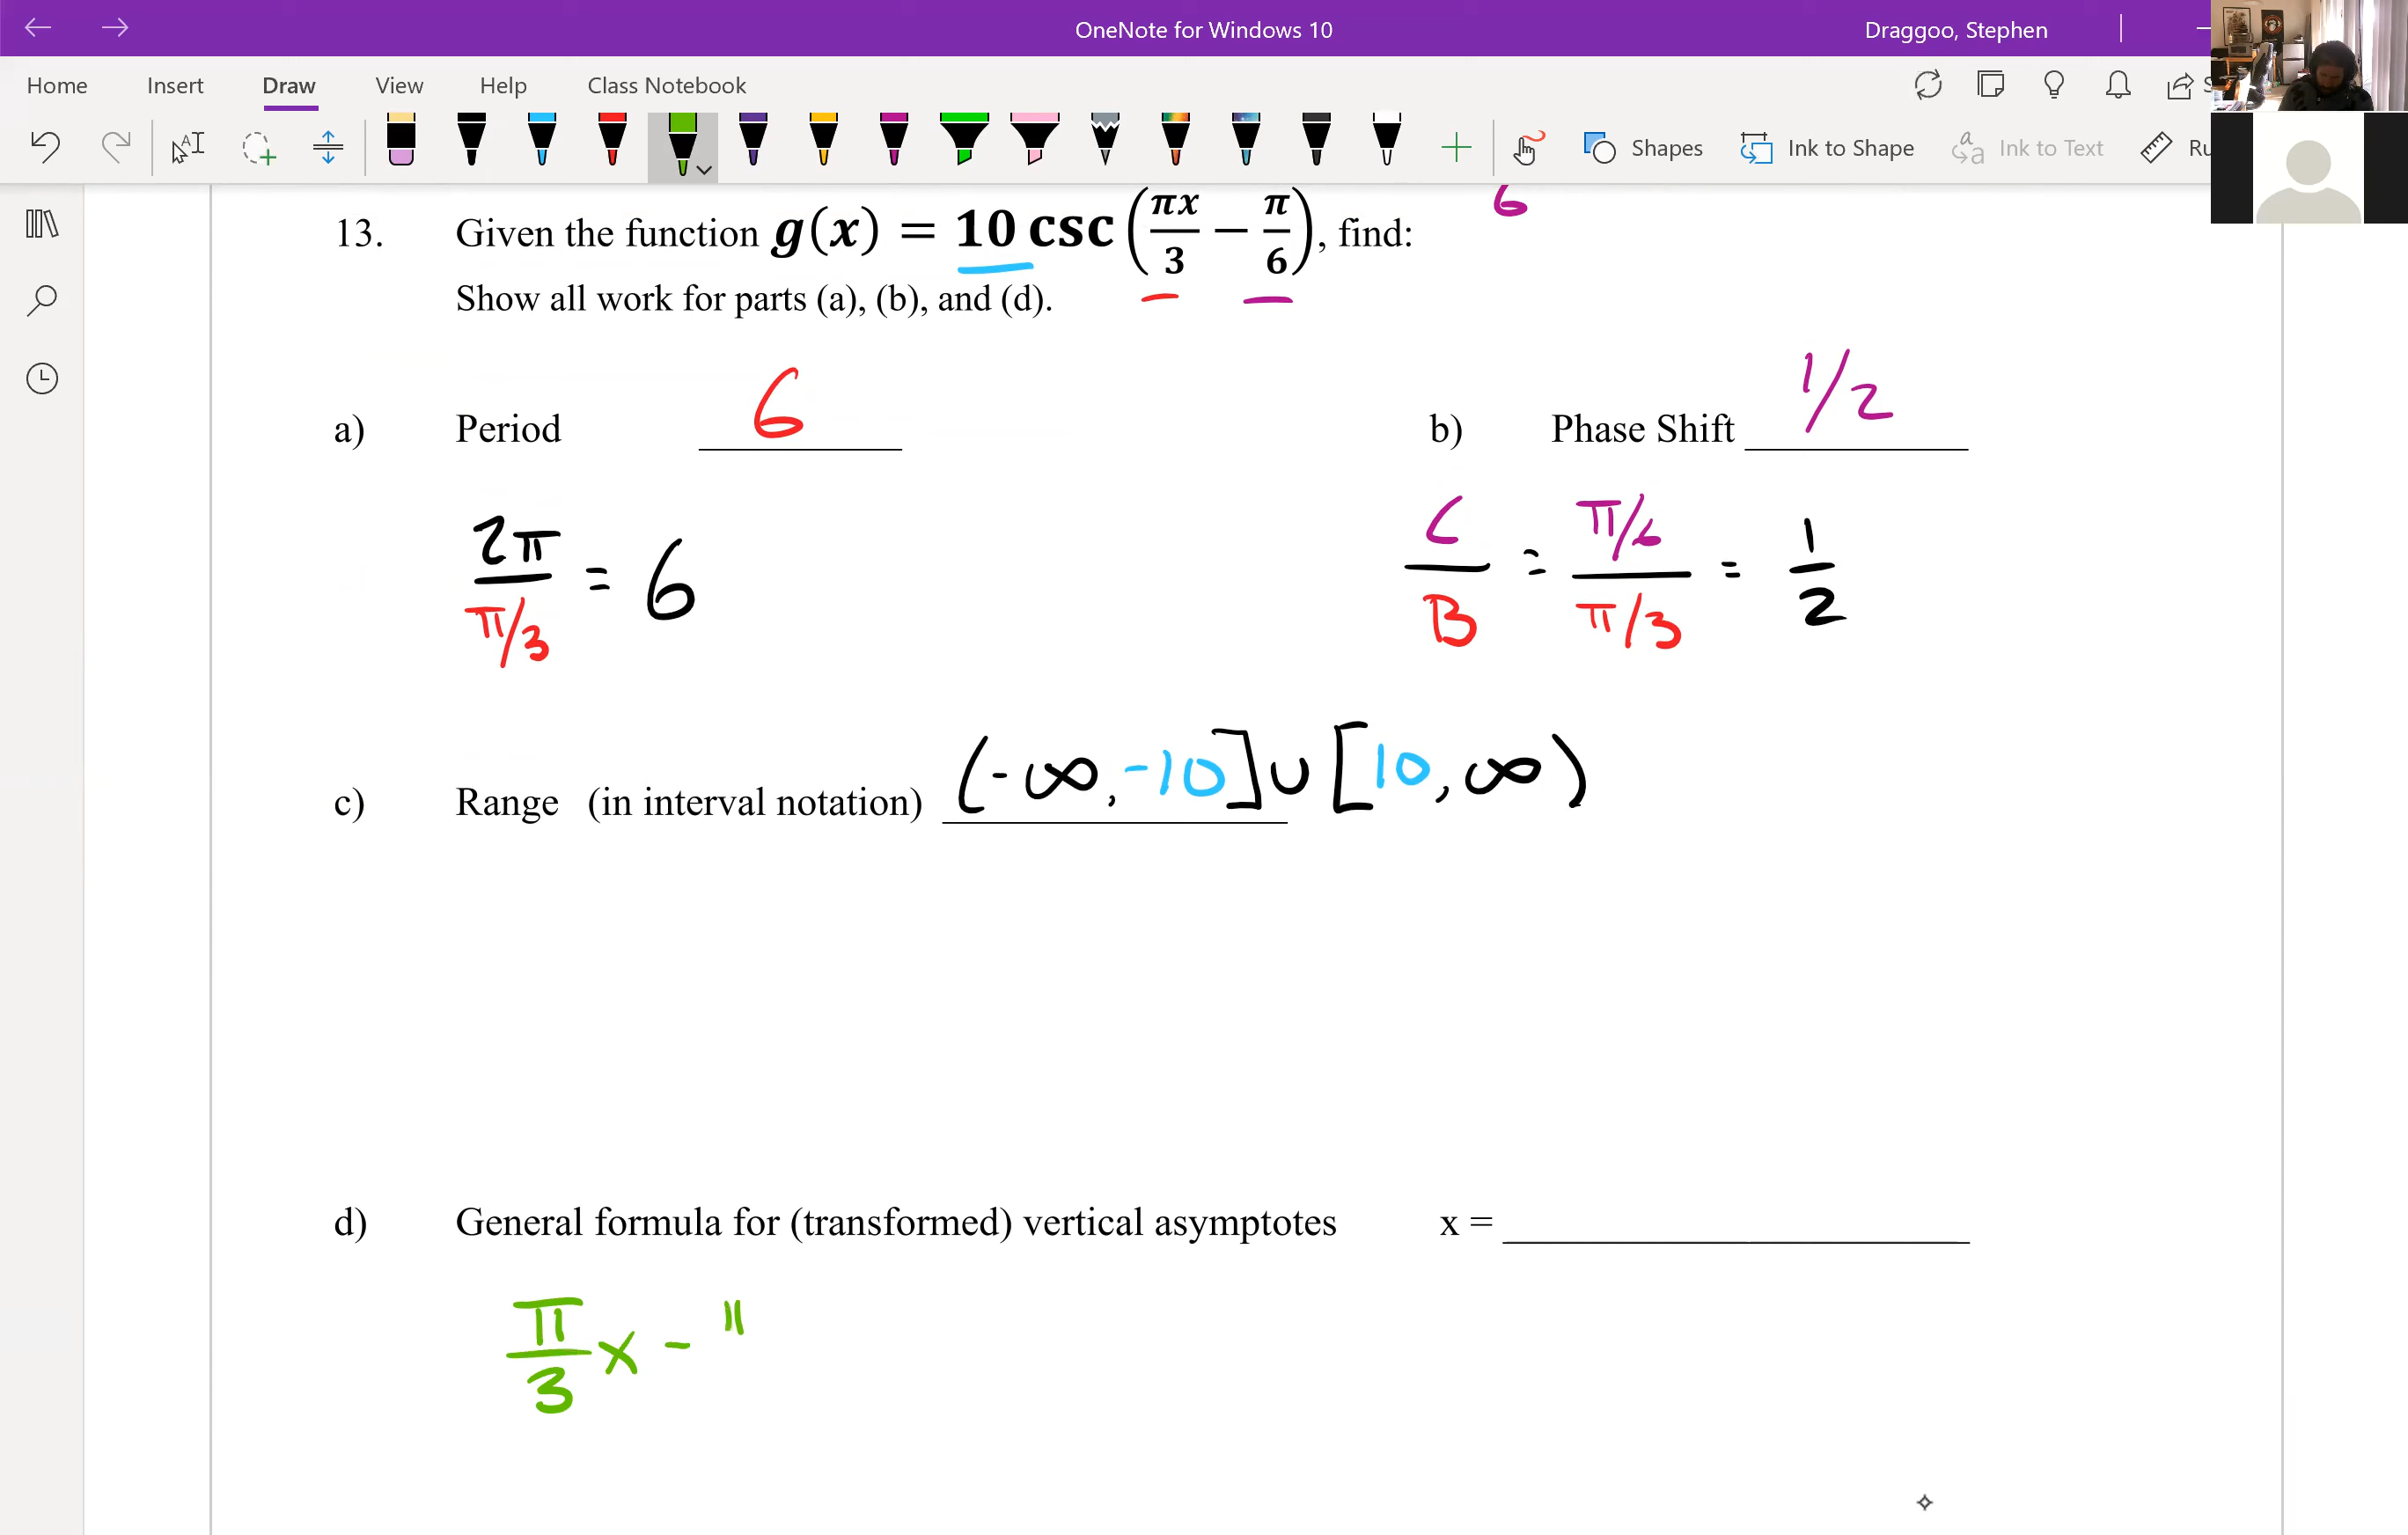 OneNote for Windows 10 Draggoo, Stephen
Home Insert Draw View Help Class Notebook
Shapes Ink to Shape Ink to Text
6
13. Given the function g(x) = 10 csc(πx/3 − π/6), find:
Show all work for parts (a), (b), and (d).
a) Period 6 b) Phase Shift 1/2
2π/(π/3) = 6 C/B = (π/6)/(π/3) = 1/2
c) Range (in interval notation) (-∞, -10] ∪ [10, ∞)
d) General formula for (transformed) vertical asymptotes x =
π/3 x -